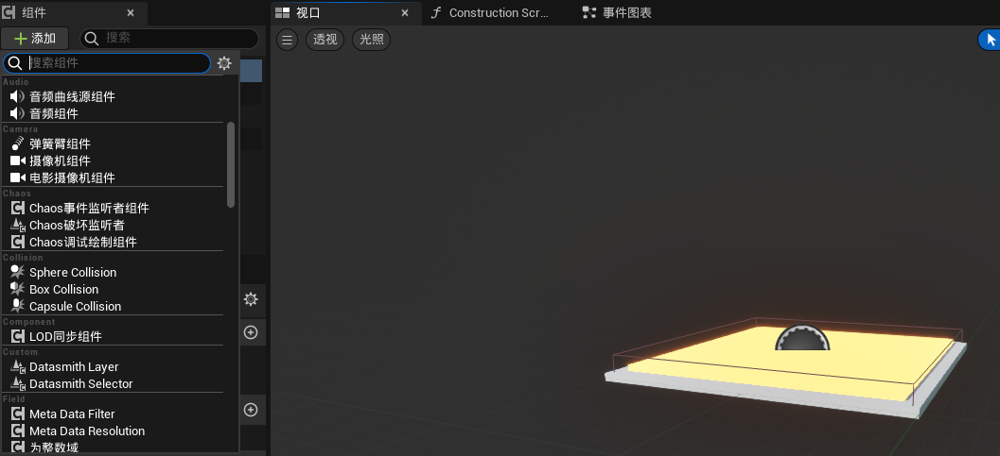 组件
视口
Construction Scr...
事件图表
添加
搜索
透视
光照
搜索组件
Audio
音频曲线源组件
音频组件
Camera
弹簧臂组件
摄像机组件
电影摄像机组件
Chaos
Chaos事件监听者组件
Chaos破坏监听者
Chaos调试绘制组件
Collision
Sphere Collision
Box Collision
Capsule Collision
Component
LOD同步组件
Custom
Datasmith Layer
Datasmith Selector
Field
Meta Data Filter
Meta Data Resolution
为整数域